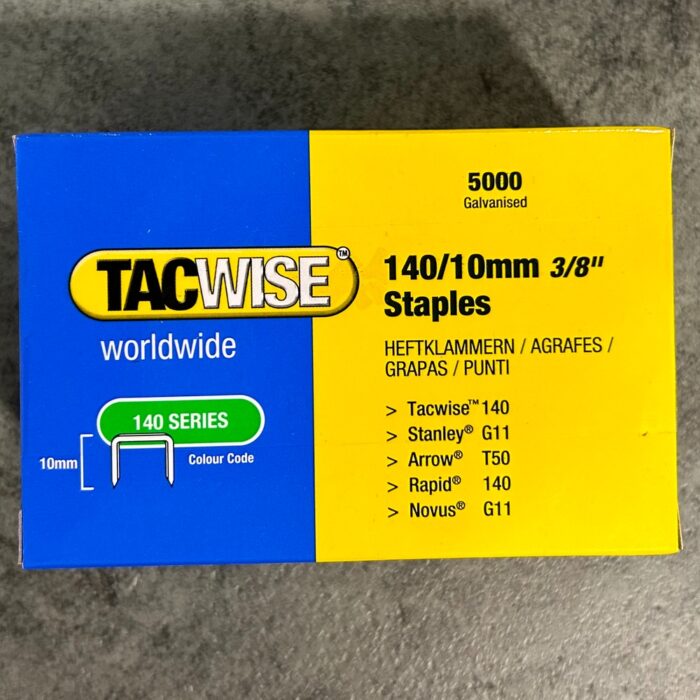 TACWISE™
worldwide
140 SERIES
10mm
Colour Code
5000
Galvanised
140/10mm 3/8"
Staples
HEFTKLAMMERN / AGRAFES /
GRAPAS / PUNTI
> Tacwise™ 140
> Stanley® G11
> Arrow® T50
> Rapid® 140
> Novus® G11